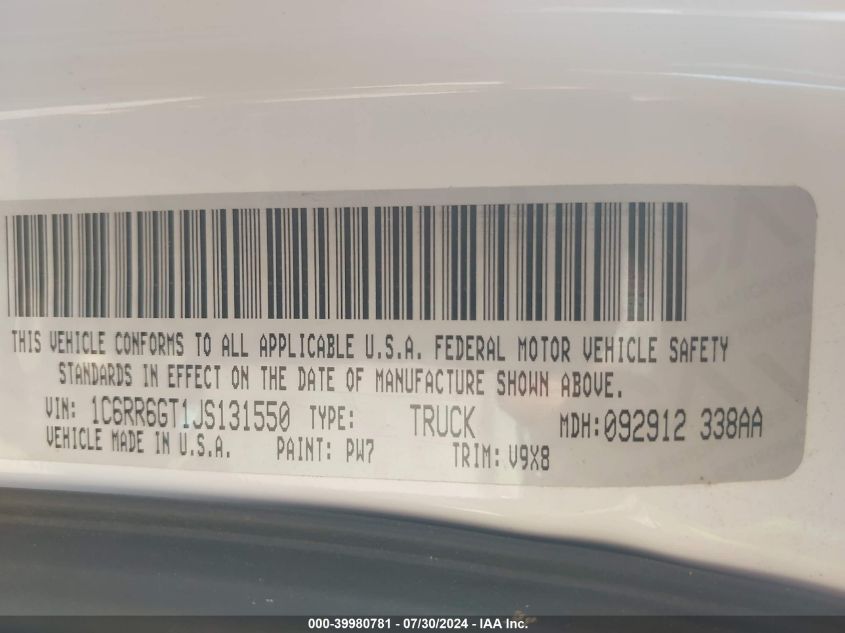 THIS VEHICLE CONFORMS TO ALL APPLICABLE U.S.A. FEDERAL MOTOR VEHICLE SAFETY
STANDARDS IN EFFECT ON THE DATE OF MANUFACTURE SHOWN ABOVE.
VIN: 1C6RR6GT1JS131550 TYPE: TRUCK MDH: 092912 338AA
VEHICLE MADE IN U.S.A. PAINT: PW7 TRIM: V9X8
000-39980781 - 07/30/2024 - IAA Inc.